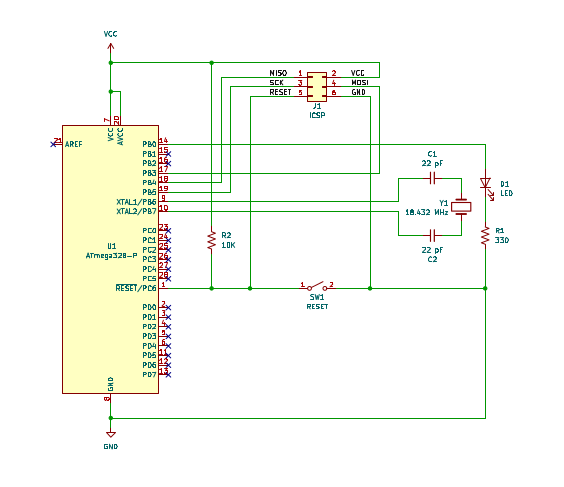 VCC
MISO 1 2 VCC
SCK 3 4 MOSI
RESET 5 6 GND
J1
ICSP
7 20
VCC AVCC
21 AREF
PB0 14
PB1 15
PB2 16
PB3 17
PB4 18
PB5 19
XTAL1/PB6 9
XTAL2/PB7 10
PC0 23
PC1 24
PC2 25
PC3 26
PC4 27
PC5 28
RESET/PC6 1
PD0 2
PD1 3
PD2 4
PD3 5
PD4 6
PD5 11
PD6 12
PD7 13
U1
ATmega328-P
GND
8
GND
R2
10K
1 2
SW1
RESET
C1
22 pF
Y1
18.432 MHz
22 pF
C2
D1
LED
R1
330